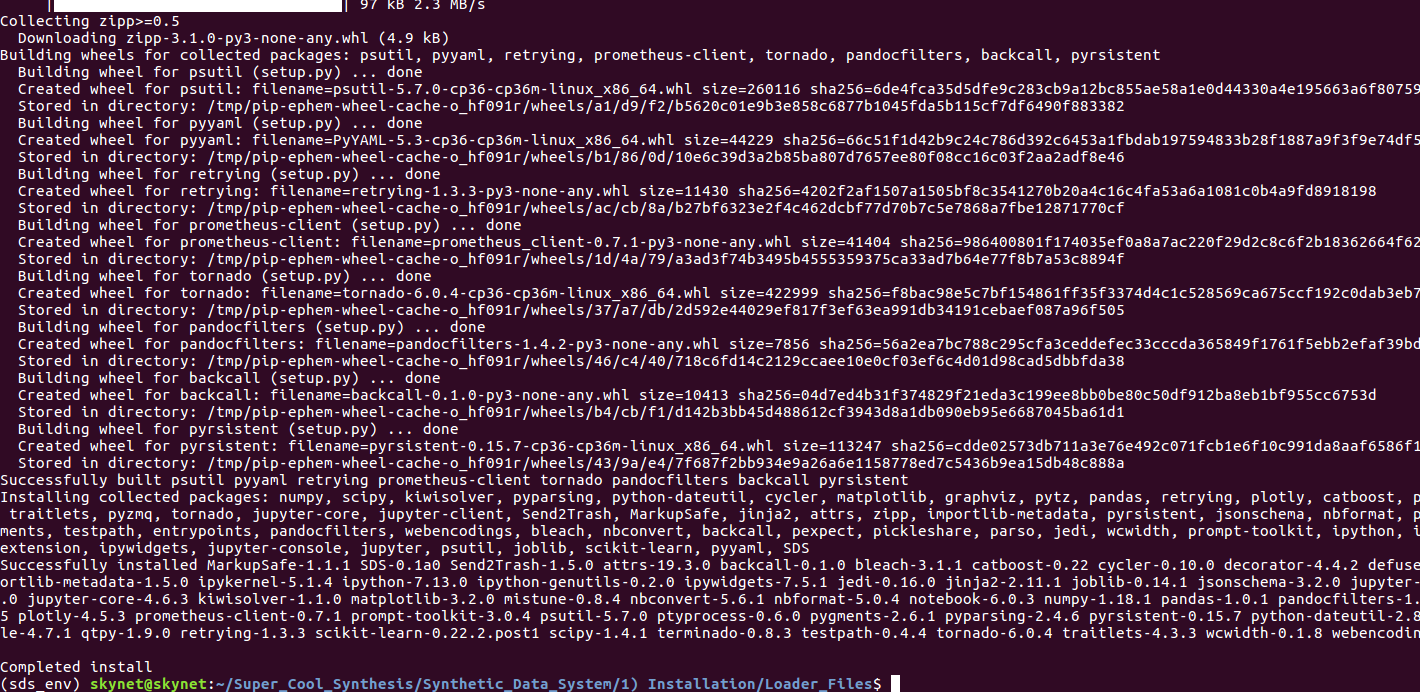 | 97 kB 2.3 MB/s
Collecting zipp>=0.5
  Downloading zipp-3.1.0-py3-none-any.whl (4.9 kB)
Building wheels for collected packages: psutil, pyyaml, retrying, prometheus-client, tornado, pandocfilters, backcall, pyrsistent
  Building wheel for psutil (setup.py) ... done
  Created wheel for psutil: filename=psutil-5.7.0-cp36-cp36m-linux_x86_64.whl size=260116 sha256=6de4fca35d5dfe9c283cb9a12bc855ae58a1e0d44330a4e195663a6f80759
  Stored in directory: /tmp/pip-ephem-wheel-cache-o_hf091r/wheels/a1/d9/f2/b5620c01e9b3e858c6877b1045fda5b115cf7df6490f883382
  Building wheel for pyyaml (setup.py) ... done
  Created wheel for pyyaml: filename=PyYAML-5.3-cp36-cp36m-linux_x86_64.whl size=44229 sha256=66c51f1d42b9c24c786d392c6453a1fbdab197594833b28f1887a9f3f9e74df5
  Stored in directory: /tmp/pip-ephem-wheel-cache-o_hf091r/wheels/b1/86/0d/10e6c39d3a2b85ba807d7657ee80f08cc16c03f2aa2adf8e46
  Building wheel for retrying (setup.py) ... done
  Created wheel for retrying: filename=retrying-1.3.3-py3-none-any.whl size=11430 sha256=4202f2af1507a1505bf8c3541270b20a4c16c4fa53a6a1081c0b4a9fd8918198
  Stored in directory: /tmp/pip-ephem-wheel-cache-o_hf091r/wheels/ac/cb/8a/b27bf6323e2f4c462dcbf77d70b7c5e7868a7fbe12871770cf
  Building wheel for prometheus-client (setup.py) ... done
  Created wheel for prometheus-client: filename=prometheus_client-0.7.1-py3-none-any.whl size=41404 sha256=986400801f174035ef0a8a7ac220f29d2c8c6f2b18362664f62
  Stored in directory: /tmp/pip-ephem-wheel-cache-o_hf091r/wheels/1d/4a/79/a3ad3f74b3495b4555359375ca33ad7b64e77f8b7a53c8894f
  Building wheel for tornado (setup.py) ... done
  Created wheel for tornado: filename=tornado-6.0.4-cp36-cp36m-linux_x86_64.whl size=422999 sha256=f8bac98e5c7bf154861ff35f3374d4c1c528569ca675ccf192c0dab3eb7
  Stored in directory: /tmp/pip-ephem-wheel-cache-o_hf091r/wheels/37/a7/db/2d592e44029ef817f3ef63ea991db34191cebaef087a96f505
  Building wheel for pandocfilters (setup.py) ... done
  Created wheel for pandocfilters: filename=pandocfilters-1.4.2-py3-none-any.whl size=7856 sha256=56a2ea7bc788c295cfa3ceddefec33cccda365849f1761f5ebb2efaf39bd
  Stored in directory: /tmp/pip-ephem-wheel-cache-o_hf091r/wheels/46/c4/40/718c6fd14c2129ccaee10e0cf03ef6c4d01d98cad5dbbfda38
  Building wheel for backcall (setup.py) ... done
  Created wheel for backcall: filename=backcall-0.1.0-py3-none-any.whl size=10413 sha256=04d7ed4b31f374829f21eda3c199ee8bb0be80c50df912ba8eb1bf955cc6753d
  Stored in directory: /tmp/pip-ephem-wheel-cache-o_hf091r/wheels/b4/cb/f1/d142b3bb45d488612cf3943d8a1db090eb95e6687045ba61d1
  Building wheel for pyrsistent (setup.py) ... done
  Created wheel for pyrsistent: filename=pyrsistent-0.15.7-cp36-cp36m-linux_x86_64.whl size=113247 sha256=cdde02573db711a3e76e492c071fcb1e6f10c991da8aaf6586f1
  Stored in directory: /tmp/pip-ephem-wheel-cache-o_hf091r/wheels/43/9a/e4/7f687f2bb934e9a26a6e1158778ed7c5436b9ea15db48c888a
Successfully built psutil pyyaml retrying prometheus-client tornado pandocfilters backcall pyrsistent
Installing collected packages: numpy, scipy, kiwisolver, pyparsing, python-dateutil, cycler, matplotlib, graphviz, pytz, pandas, retrying, plotly, catboost, p
 traitlets, pyzmq, tornado, jupyter-core, jupyter-client, Send2Trash, MarkupSafe, jinja2, attrs, zipp, importlib-metadata, pyrsistent, jsonschema, nbformat, p
ments, testpath, entrypoints, pandocfilters, webencodings, bleach, nbconvert, backcall, pexpect, pickleshare, parso, jedi, wcwidth, prompt-toolkit, ipython, i
extension, ipywidgets, jupyter-console, jupyter, psutil, joblib, scikit-learn, pyyaml, SDS
Successfully installed MarkupSafe-1.1.1 SDS-0.1a0 Send2Trash-1.5.0 attrs-19.3.0 backcall-0.1.0 bleach-3.1.1 catboost-0.22 cycler-0.10.0 decorator-4.4.2 defuse
ortlib-metadata-1.5.0 ipykernel-5.1.4 ipython-7.13.0 ipython-genutils-0.2.0 ipywidgets-7.5.1 jedi-0.16.0 jinja2-2.11.1 joblib-0.14.1 jsonschema-3.2.0 jupyter-
.0 jupyter-core-4.6.3 kiwisolver-1.1.0 matplotlib-3.2.0 mistune-0.8.4 nbconvert-5.6.1 nbformat-5.0.4 notebook-6.0.3 numpy-1.18.1 pandas-1.0.1 pandocfilters-1.
5 plotly-4.5.3 prometheus-client-0.7.1 prompt-toolkit-3.0.4 psutil-5.7.0 ptyprocess-0.6.0 pygments-2.6.1 pyparsing-2.4.6 pyrsistent-0.15.7 python-dateutil-2.8
le-4.7.1 qtpy-1.9.0 retrying-1.3.3 scikit-learn-0.22.2.post1 scipy-1.4.1 terminado-0.8.3 testpath-0.4.4 tornado-6.0.4 traitlets-4.3.3 wcwidth-0.1.8 webencodin

Completed install
(sds_env) skynet@skynet:~/Super_Cool_Synthesis/Synthetic_Data_System/1) Installation/Loader_Files$